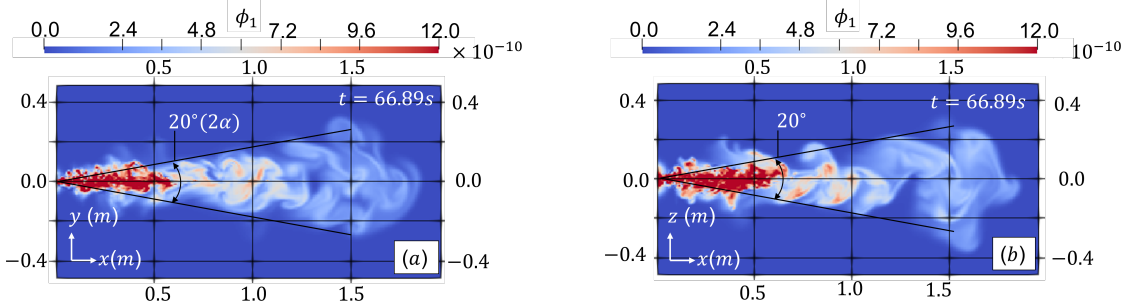 ϕ₁
0.0 2.4 4.8 7.2 9.6 12.0
× 10⁻¹⁰
0.5 1.0 1.5
0.4 0.4
t = 66.89s
20°(2α)
0.0 0.0
y (m)
x(m)
(a)
−0.4 −0.4
0.5 1.0 1.5
ϕ₁
0.0 2.4 4.8 7.2 9.6 12.0
10⁻¹⁰
0.5 1.0 1.5
0.4 0.4
t = 66.89s
20°
0.0 0.0
z (m)
x(m)
(b)
−0.4 −0.4
0.5 1.0 1.5